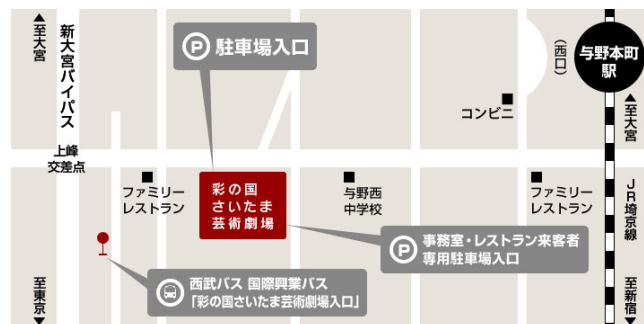 ▲至大宮
新大宮バイパス
上峰
交差点
至東京▼
P 駐車場入口
彩の国
さいたま
芸術劇場
ファミリー
レストラン
西武バス 国際興業バス
「彩の国さいたま芸術劇場入口」
与野西
中学校
P 事務室・レストラン来客者
専用駐車場入口
コンビニ
(西口)
与野本町
駅
▲至大宮
JR埼京線
至新宿▼
ファミリー
レストラン